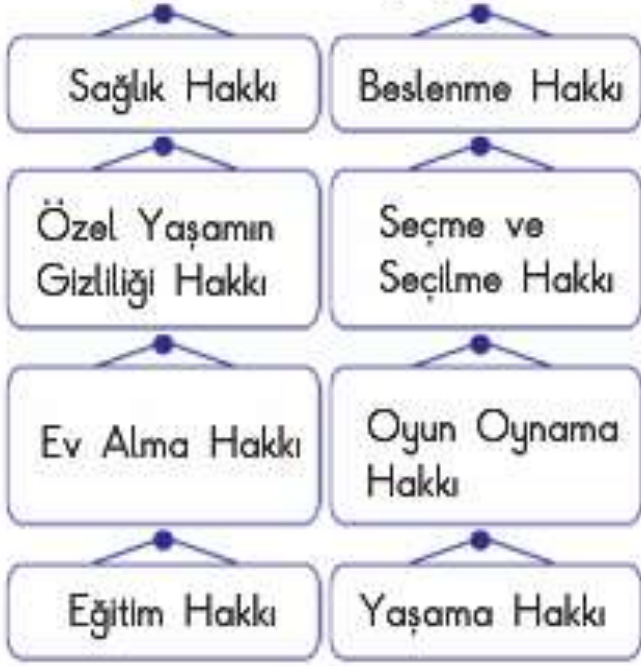 Sağlık Hakkı
Beslenme Hakkı
Özel Yaşamın
Gizliliği Hakkı
Seçme ve
Seçilme Hakkı
Ev Alma Hakkı
Oyun Oynama
Hakkı
Eğitim Hakkı
Yaşama Hakkı